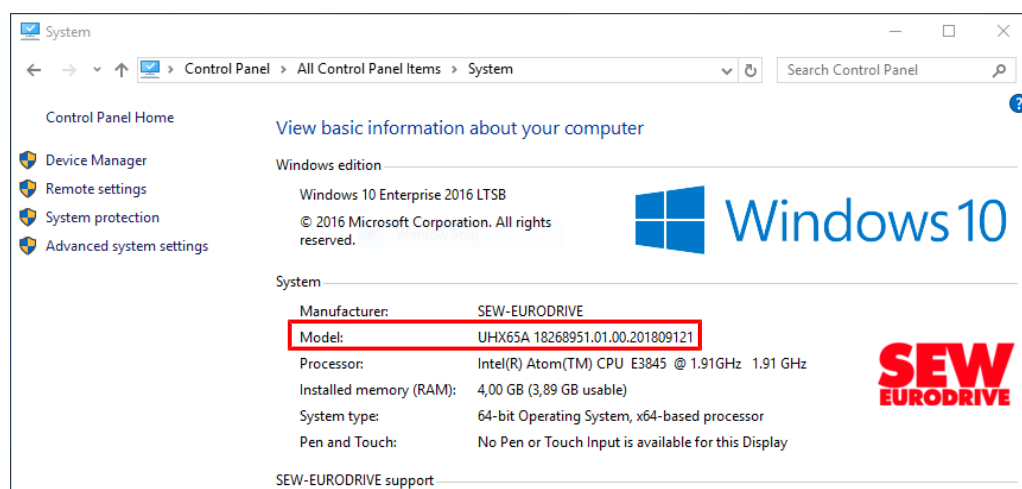 System
Control Panel > All Control Panel Items > System
Search Control Panel
?
Control Panel Home
Device Manager
Remote settings
System protection
Advanced system settings
View basic information about your computer
Windows edition
Windows 10 Enterprise 2016 LTSB
© 2016 Microsoft Corporation. All rights
reserved.
Windows 10
System
Manufacturer: SEW-EURODRIVE
Model: UHX65A 18268951.01.00.201809121
Processor: Intel(R) Atom(TM) CPU E3845 @ 1.91GHz 1.91 GHz
Installed memory (RAM): 4,00 GB (3,89 GB usable)
System type: 64-bit Operating System, x64-based processor
Pen and Touch: No Pen or Touch Input is available for this Display
SEW
EURODRIVE
SEW-EURODRIVE support